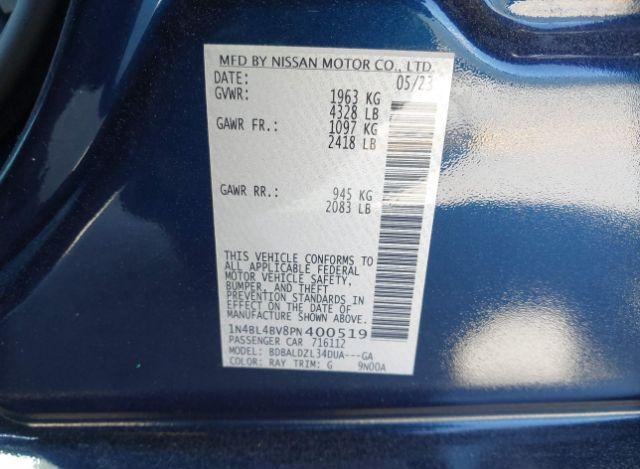 MFD BY NISSAN MOTOR CO., LTD.
DATE: 05/23
GVWR: 1963 KG
4328 LB
GAWR FR.: 1097 KG
2418 LB
GAWR RR.: 945 KG
2083 LB
THIS VEHICLE CONFORMS TO
ALL APPLICABLE FEDERAL
MOTOR VEHICLE SAFETY,
BUMPER, AND THEFT
PREVENTION STANDARDS IN
EFFECT ON THE DATE OF
MANUFACTURE SHOWN ABOVE.
1N4BL4BV8PN400519
PASSENGER CAR 716112
MODEL: BDBALDZL34DUA---GA
COLOR: RAY TRIM: G 9N00A